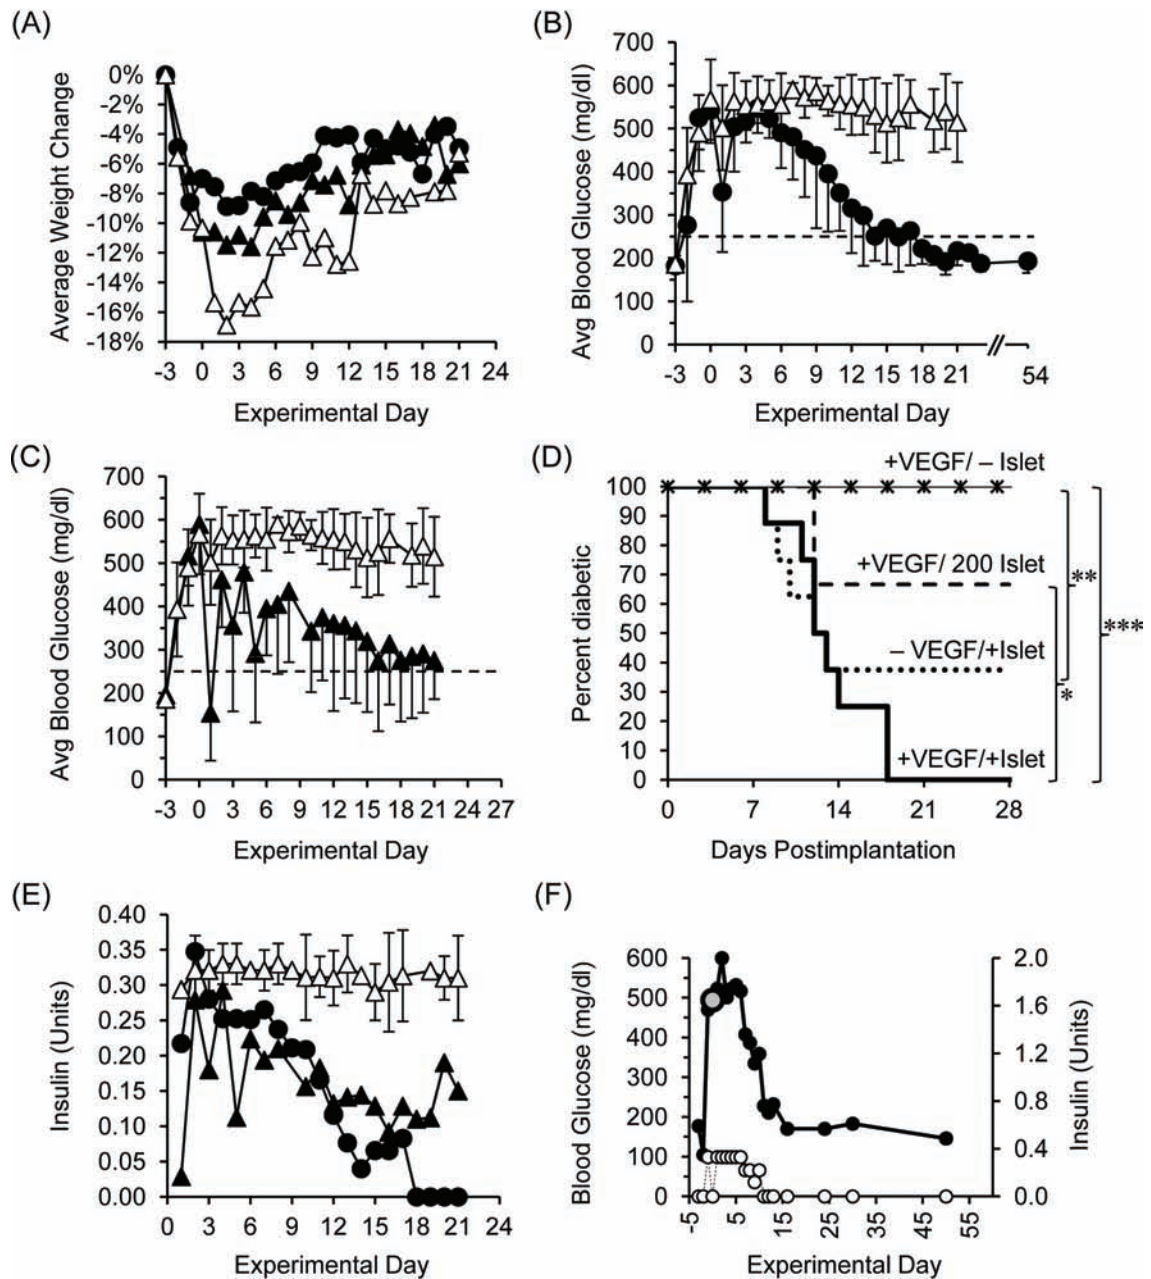 (A)
0%
-2%
-4%
-6%
-8%
-10%
-12%
-14%
-16%
-18%
Average Weight Change
-3 0 3 6 9 12 15 18 21 24
Experimental Day
(B)
700
600
500
400
300
200
100
0
Avg Blood Glucose (mg/dl)
-3 0 3 6 9 12 15 18 21 54
Experimental Day
(C)
700
600
500
400
300
200
100
0
Avg Blood Glucose (mg/dl)
-3 0 3 6 9 12 15 18 21 24 27
Experimental Day
(D)
+VEGF/ – Islet
100
90
80
70
60
50
40
30
20
10
0
Percent diabetic
+VEGF/ 200 Islet
– VEGF/+Islet
+VEGF/+Islet
**
***
*
0 7 14 21 28
Days Postimplantation
(E)
0.40
0.35
0.30
0.25
0.20
0.15
0.10
0.05
0.00
Insulin (Units)
0 3 6 9 12 15 18 21 24
Experimental Day
(F)
600
500
400
300
200
100
0
Blood Glucose (mg/dl)
2.0
1.6
1.2
0.8
0.4
0.0
Insulin (Units)
-5 5 15 25 35 45 55
Experimental Day